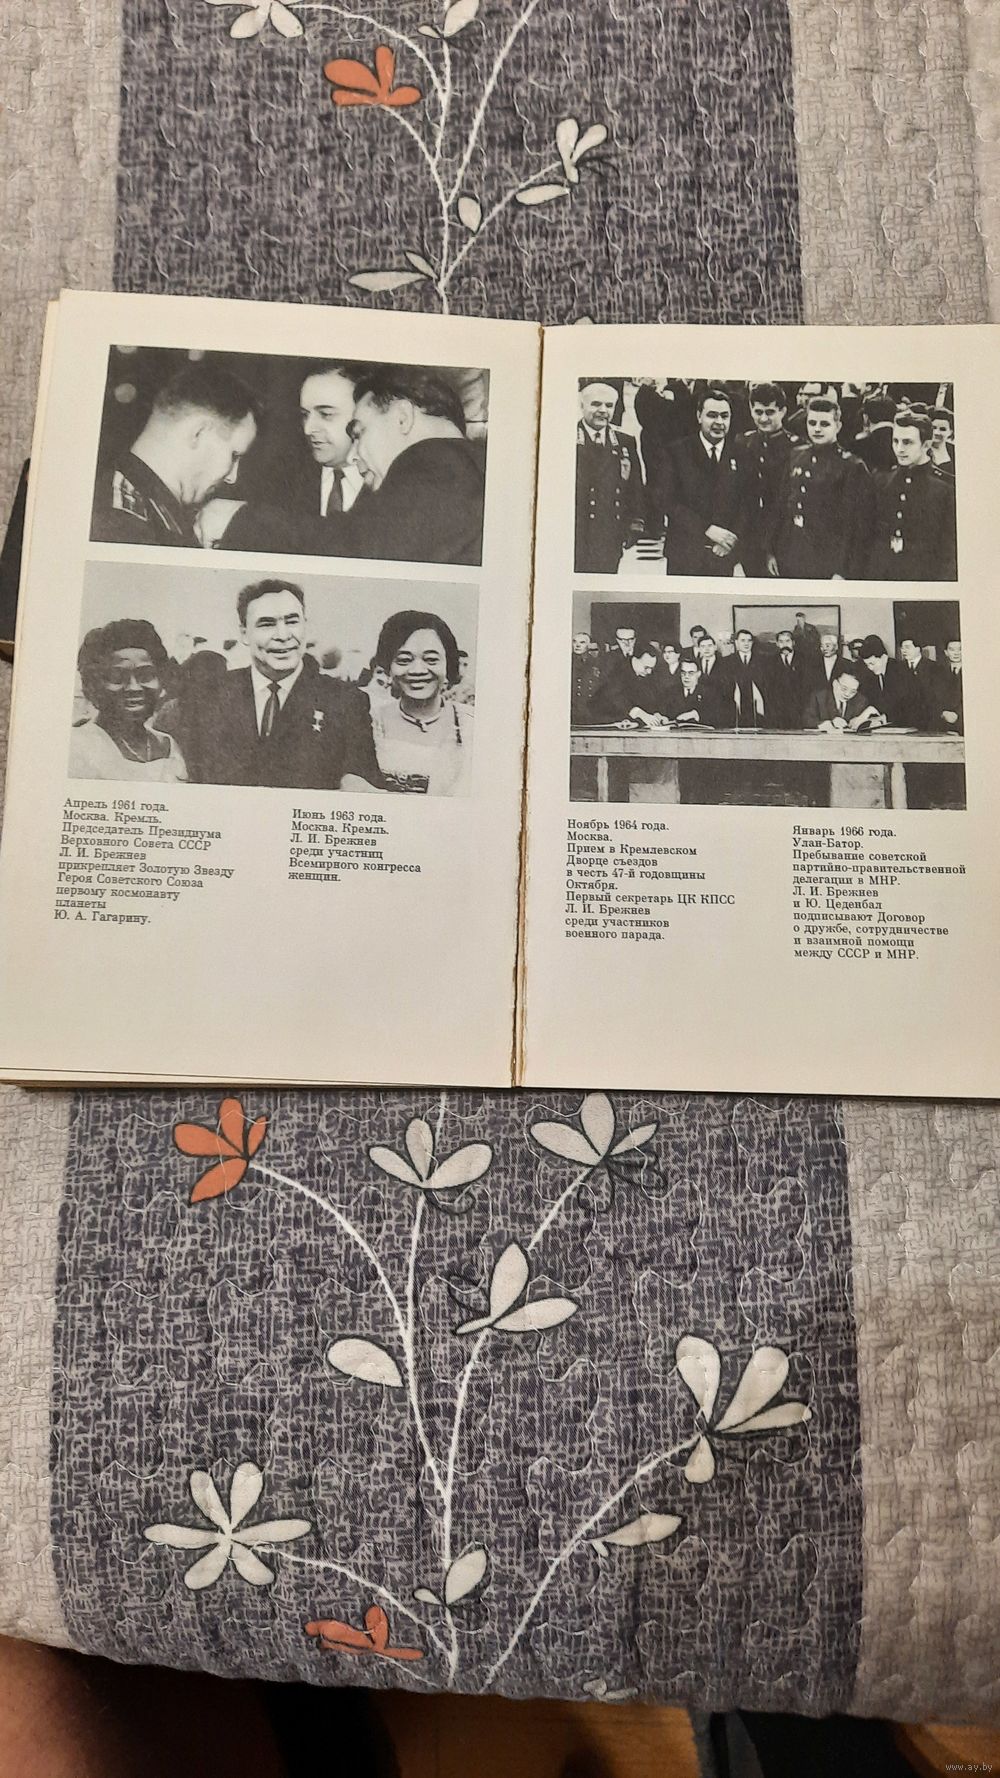 Апрель 1961 года.
Москва. Кремль.
Председатель Президиума
Верховного Совета СССР
Л. И. Брежнев
прикрепляет Золотую Звезду
Героя Советского Союза
первому космонавту
планеты
Ю. А. Гагарину.
Июнь 1963 года.
Москва. Кремль.
Л. И. Брежнев
среди участниц
Всемирного конгресса
женщин.
Ноябрь 1964 года.
Москва.
Прием в Кремлевском
Дворце съездов
в честь 47-й годовщины
Октября.
Первый секретарь ЦК КПСС
Л. И. Брежнев
среди участников
военного парада.
Январь 1966 года.
Улан-Батор.
Пребывание советской
партийно-правительственной
делегации в МНР.
Л. И. Брежнев
и Ю. Цеденбал
подписывают Договор
о дружбе, сотрудничестве
и взаимной помощи
между СССР и МНР.
www.ay.by